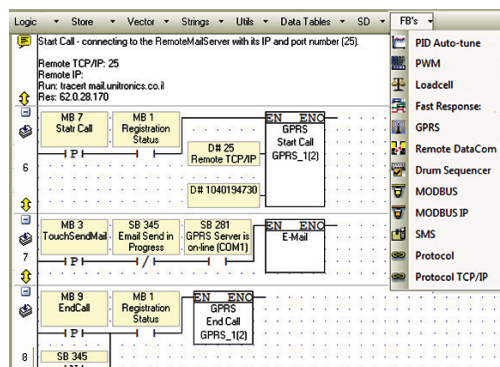 Logic Store Vector Strings Utils Data Tables SD FB's
Start Call - connecting to the RemoteMailServer with its IP and port number (25).
Remote TCP/IP: 25
Remote IP:
Run: tracert mail.unitronics.co.il
Res: 62.0.28.170
MB 7
Statr Call
P
MB 1
Registration
Status
D# 25
Remote TCP/IP
D# 1040194730
EN ENO
GPRS
Start Call
GPRS_1(2)
6
MB 3
TouchSendMail
P
SB 345
Email Send in
Progress
SB 281
GPRS Server is
on-line (COM1)
EN ENO
E-Mail
7
MB 9
EndCall
P
MB 1
Registration
Status
EN ENO
GPRS
End Call
GPRS_1(2)
8
SB 345
PID Auto-tune
PWM
Loadcell
Fast Response:
GPRS
Remote DataCom
Drum Sequencer
MODBUS
MODBUS IP
SMS
Protocol
Protocol TCP/IP